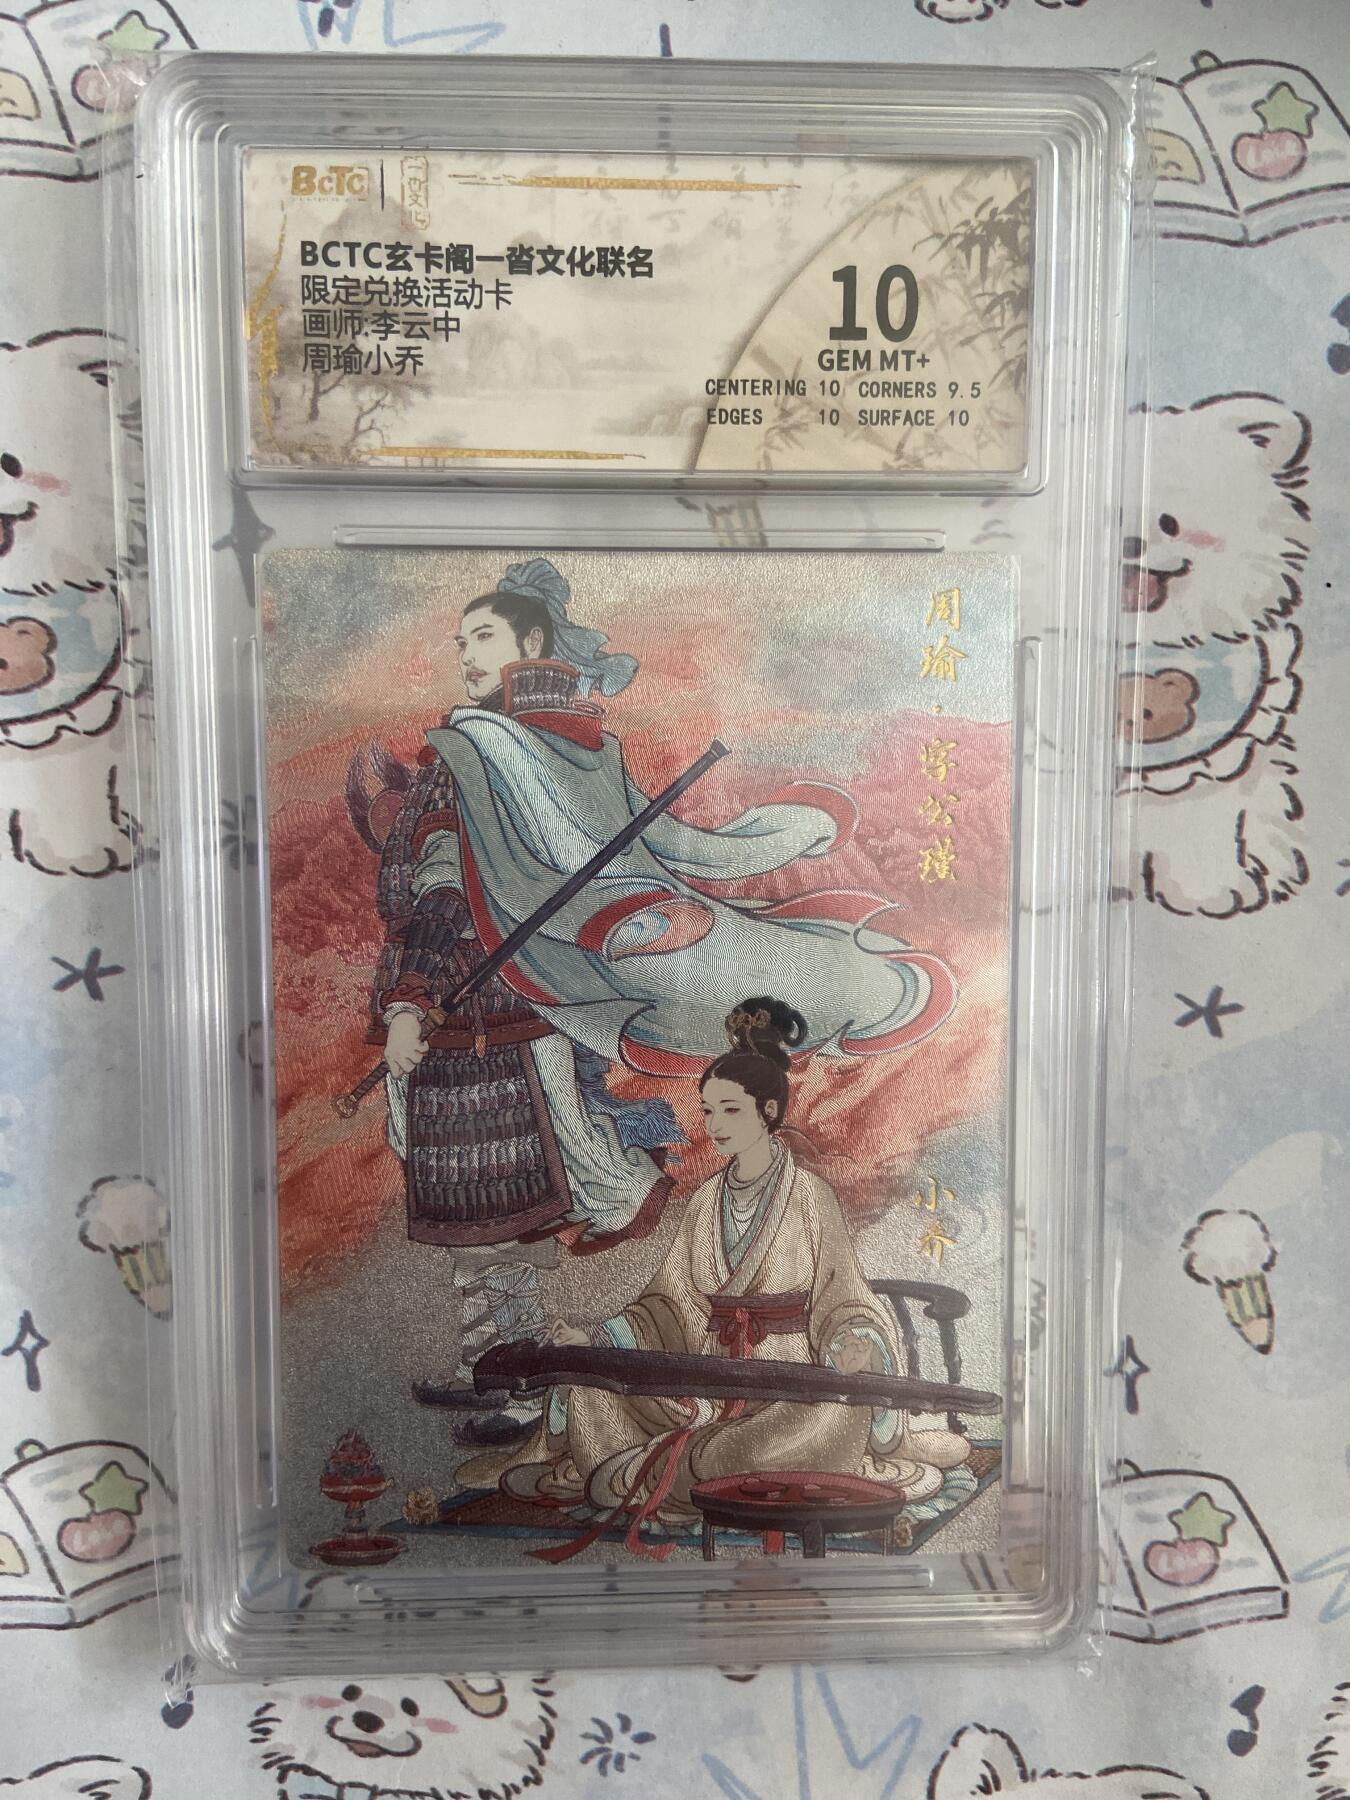 BCTC
BCTC玄卡阁一沓文化联名
限定兑换活动卡
画师:李云中
周瑜小乔
10
GEM MT+
CENTERING 10 CORNERS 9.5
EDGES 10 SURFACE 10
周瑜·字公瑾
小乔